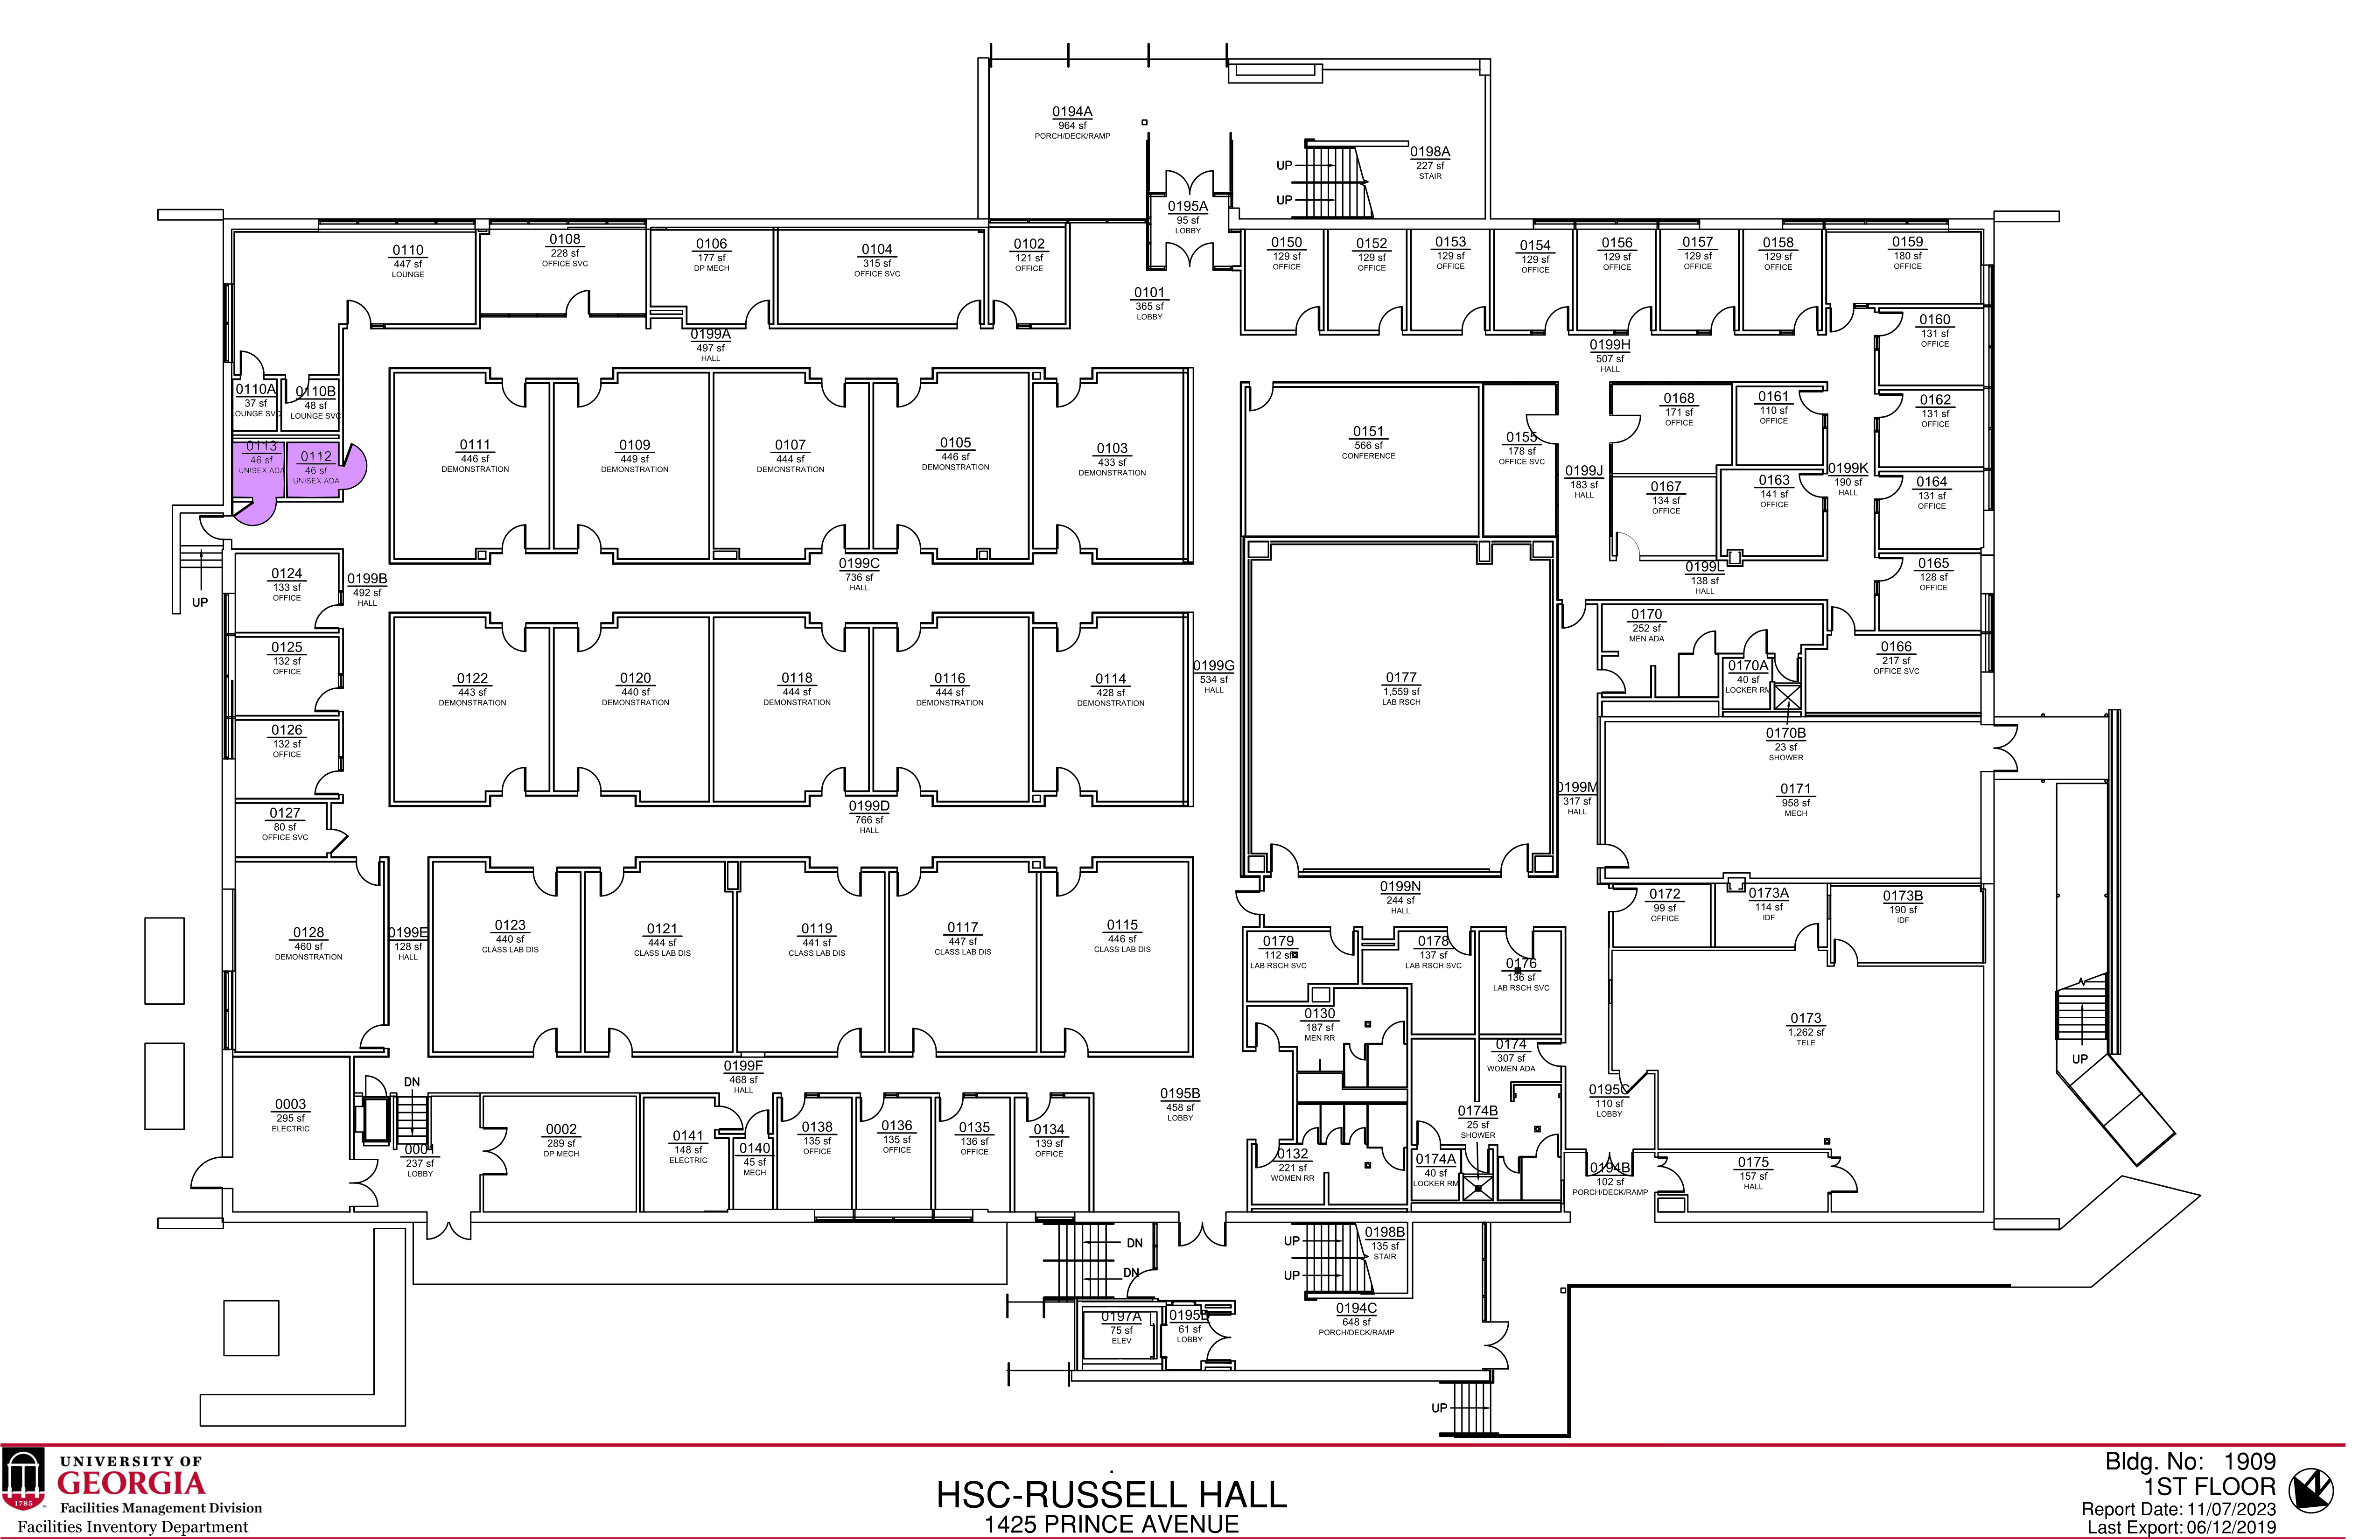 0194A
964 sf
PORCH/DECK/RAMP
UP
UP
0198A
227 sf
STAIR
0195A
95 sf
LOBBY
0110
447 sf
LOUNGE
0108
228 sf
OFFICE SVC
0106
177 sf
DP MECH
0104
315 sf
OFFICE SVC
0102
121 sf
OFFICE
0101
365 sf
LOBBY
0150
129 sf
OFFICE
0152
129 sf
OFFICE
0153
129 sf
OFFICE
0154
129 sf
OFFICE
0156
129 sf
OFFICE
0157
129 sf
OFFICE
0158
129 sf
OFFICE
0159
180 sf
OFFICE
0160
131 sf
OFFICE
0199A
497 sf
HALL
0199H
507 sf
HALL
0110A
37 sf
LOUNGE SVC
0110B
48 sf
LOUNGE SVC
0113
46 sf
UNISEX ADA
0112
46 sf
UNISEX ADA
0111
446 sf
DEMONSTRATION
0109
449 sf
DEMONSTRATION
0107
444 sf
DEMONSTRATION
0105
446 sf
DEMONSTRATION
0103
433 sf
DEMONSTRATION
0151
566 sf
CONFERENCE
0155
178 sf
OFFICE SVC
0199J
183 sf
HALL
0168
171 sf
OFFICE
0161
110 sf
OFFICE
0162
131 sf
OFFICE
0167
134 sf
OFFICE
0163
141 sf
OFFICE
0199K
190 sf
HALL
0164
131 sf
OFFICE
0199L
138 sf
HALL
0165
128 sf
OFFICE
UP
0124
133 sf
OFFICE
0199B
492 sf
HALL
0199C
736 sf
HALL
0125
132 sf
OFFICE
0126
132 sf
OFFICE
0127
80 sf
OFFICE SVC
0122
443 sf
DEMONSTRATION
0120
440 sf
DEMONSTRATION
0118
444 sf
DEMONSTRATION
0116
444 sf
DEMONSTRATION
0114
428 sf
DEMONSTRATION
0199G
534 sf
HALL
0177
1,559 sf
LAB RSCH
0170
252 sf
MEN ADA
0170A
40 sf
LOCKER RM
0166
217 sf
OFFICE SVC
0170B
23 sf
SHOWER
0171
958 sf
MECH
0199M
317 sf
HALL
0199D
766 sf
HALL
0128
460 sf
DEMONSTRATION
0199E
128 sf
HALL
0123
440 sf
CLASS LAB DIS
0121
444 sf
CLASS LAB DIS
0119
441 sf
CLASS LAB DIS
0117
447 sf
CLASS LAB DIS
0115
446 sf
CLASS LAB DIS
0199N
244 sf
HALL
0172
99 sf
OFFICE
0173A
114 sf
IDF
0173B
190 sf
IDF
0179
112 sf
LAB RSCH SVC
0178
137 sf
LAB RSCH SVC
0176
136 sf
LAB RSCH SVC
0130
187 sf
MEN RR
0174
307 sf
WOMEN ADA
0173
1,262 sf
TELE
UP
0199F
468 sf
HALL
0195B
458 sf
LOBBY
0195C
110 sf
LOBBY
0003
295 sf
ELECTRIC
DN
0001
237 sf
LOBBY
0002
289 sf
DP MECH
0141
148 sf
ELECTRIC
0140
45 sf
MECH
0138
135 sf
OFFICE
0136
135 sf
OFFICE
0135
136 sf
OFFICE
0134
139 sf
OFFICE
0132
221 sf
WOMEN RR
0174B
25 sf
SHOWER
0174A
40 sf
LOCKER RM
0194B
102 sf
PORCH/DECK/RAMP
0175
157 sf
HALL
DN
DN
UP
UP
0198B
135 sf
STAIR
0197A
75 sf
ELEV
61 sf
LOBBY
0194C
648 sf
PORCH/DECK/RAMP
UP
1785
UNIVERSITY OF
GEORGIA
Facilities Management Division
Facilities Inventory Department
HSC-RUSSELL HALL
1425 PRINCE AVENUE
Bldg. No: 1909
1ST FLOOR
Report Date: 11/07/2023
Last Export: 06/12/2019